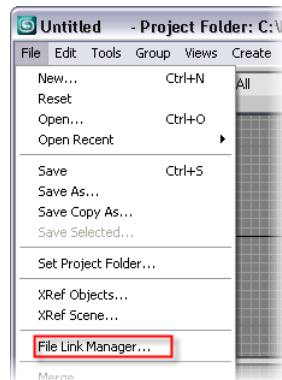 Untitled - Project Folder: C:\
File Edit Tools Group Views Create
New... Ctrl+N
All
Reset
Open... Ctrl+O
Open Recent
Save Ctrl+S
Save As...
Save Copy As...
Save Selected...
Set Project Folder...
XRef Objects...
XRef Scene...
File Link Manager...
Merge